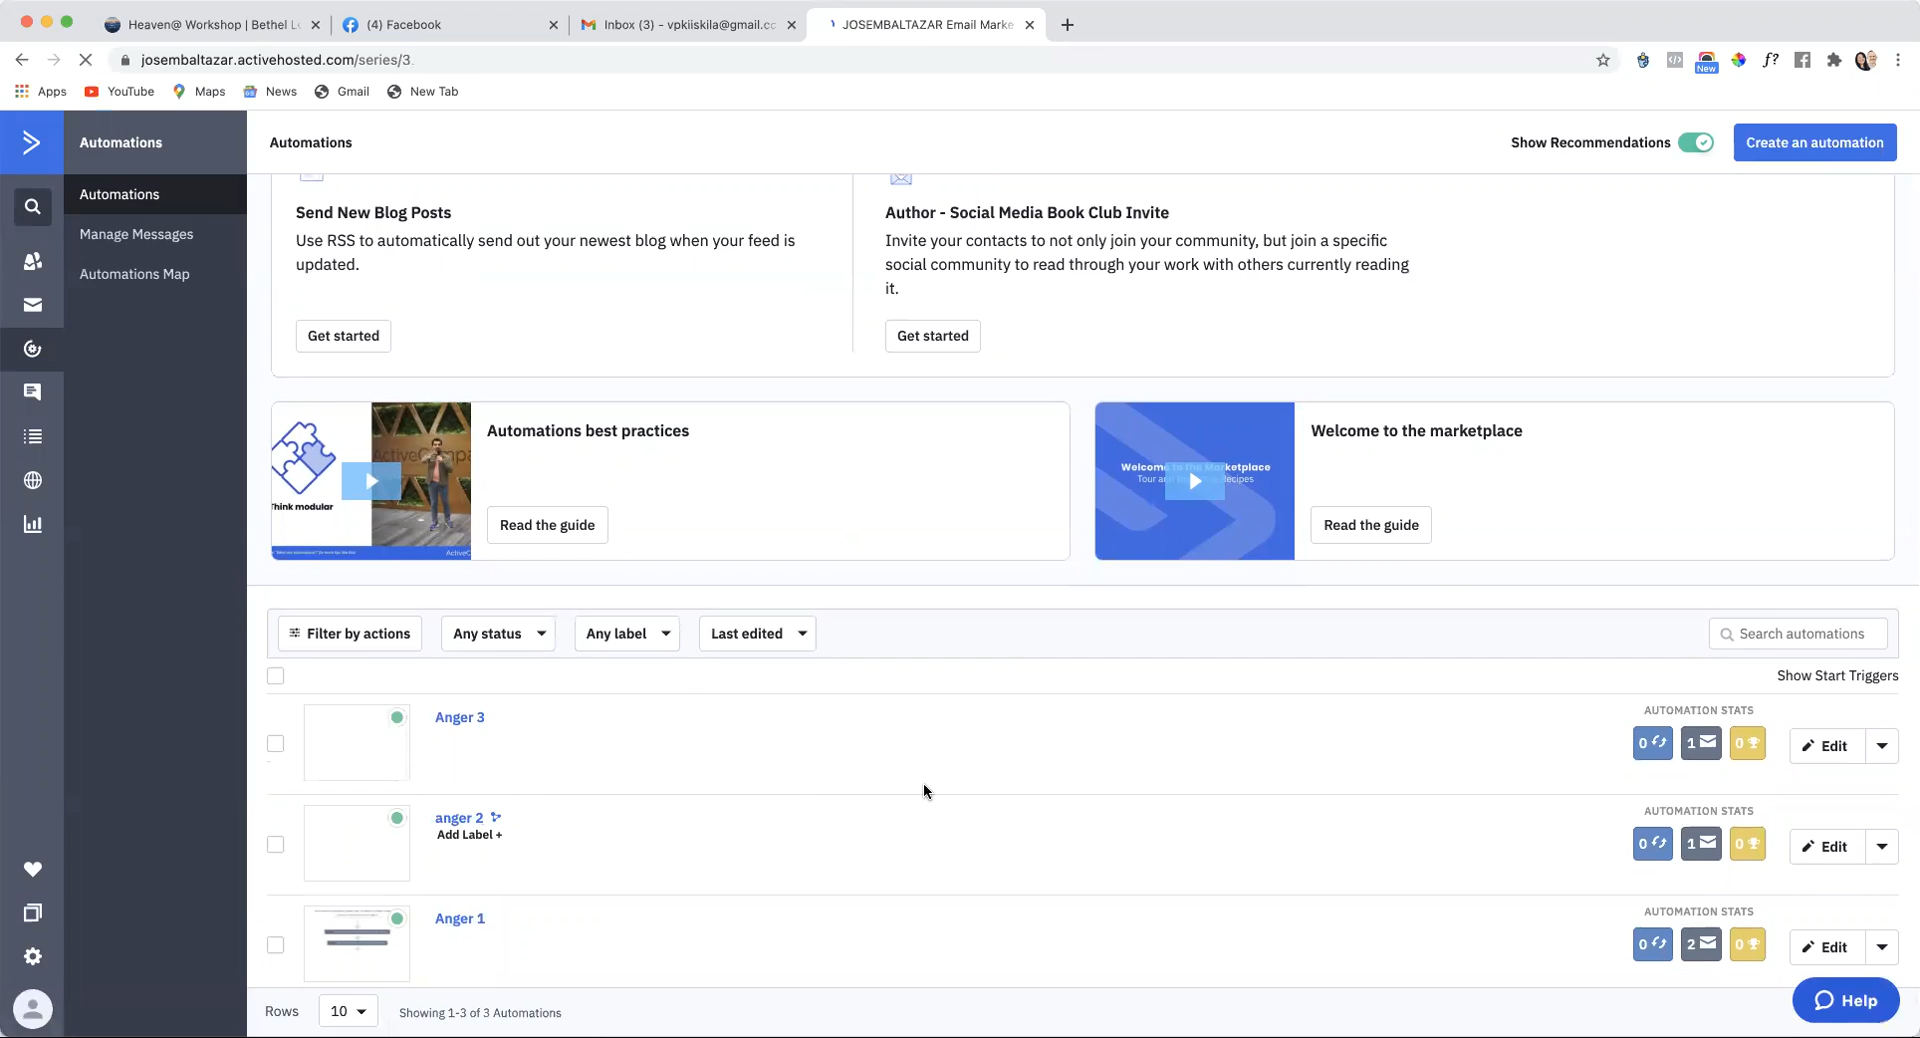 Heaven@ Workshop | Bethel L
(4) Facebook
Inbox (3) - vpkiiskila@gmail.cc
JOSEMBALTAZAR Email Marke
josembaltazar.activehosted.com/series/3
f?
New
Apps
YouTube
Maps
News
Gmail
New Tab
Automations
Automations
Show Recommendations
Create an automation
Automations
Manage Messages
Automations Map
Send New Blog Posts
Use RSS to automatically send out your newest blog when your feed is
updated.
Get started
Author - Social Media Book Club Invite
Invite your contacts to not only join your community, but join a specific
social community to read through your work with others currently reading
it.
Get started
Think modular
Automations best practices
Read the guide
Welcome to the Marketplace
Welcome to the marketplace
Read the guide
Filter by actions
Any status
Any label
Last edited
Search automations
Show Start Triggers
Anger 3
AUTOMATION STATS
0 1 0
Edit
anger 2
Add Label +
AUTOMATION STATS
0 1 0
Edit
Anger 1
AUTOMATION STATS
0 2 0
Edit
Rows
10
Showing 1-3 of 3 Automations
Help